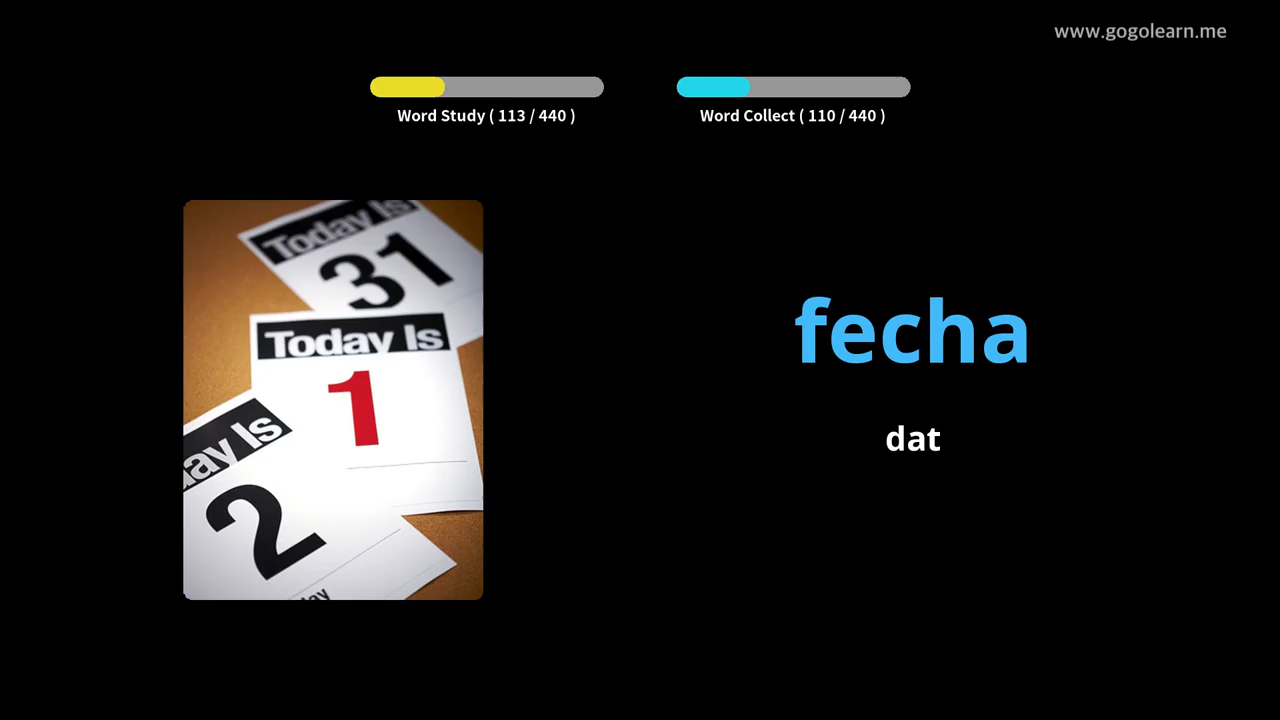 www.gogolearn.me
Word Study ( 113 / 440 )
Word Collect ( 110 / 440 )
Today Is
31
Today Is
1
day Is
2
fecha
dat